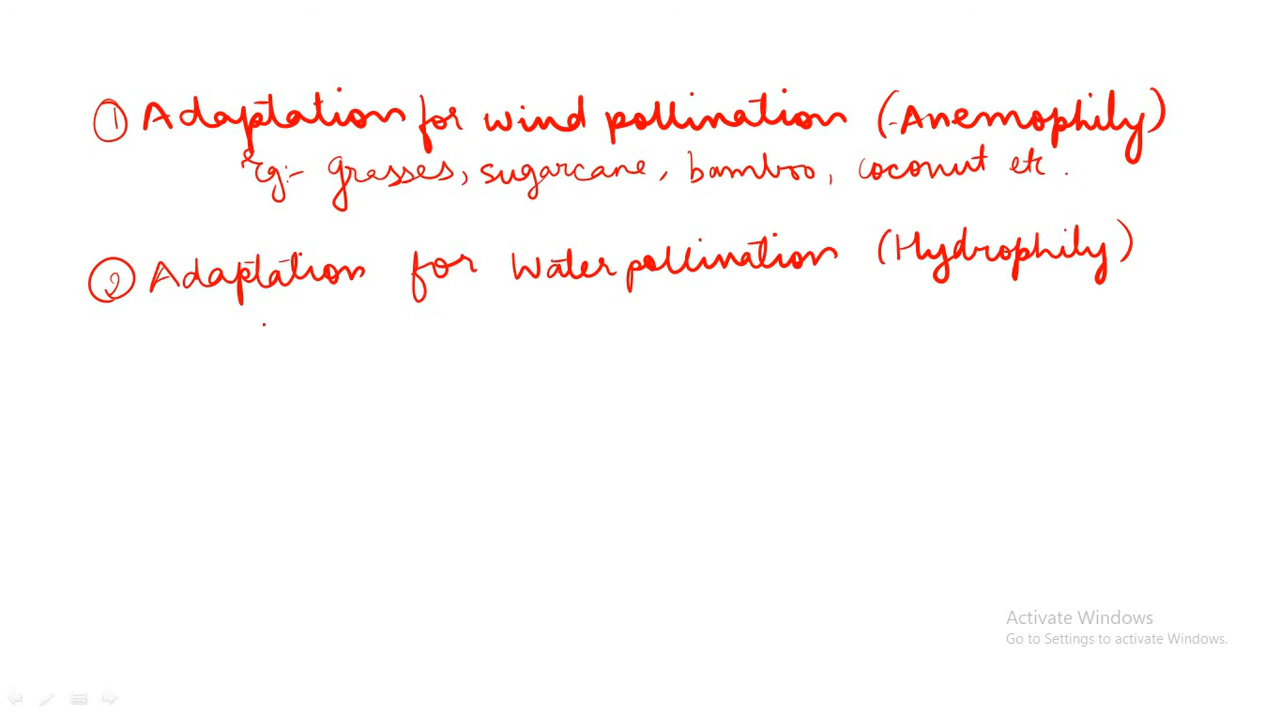 ① Adaptation for wind pollination (Anemophily)
Eg:- grasses, sugarcane, bamboo, coconut etc.
② Adaptation for Water pollination (Hydrophily)
Activate Windows
Go to Settings to activate Windows.